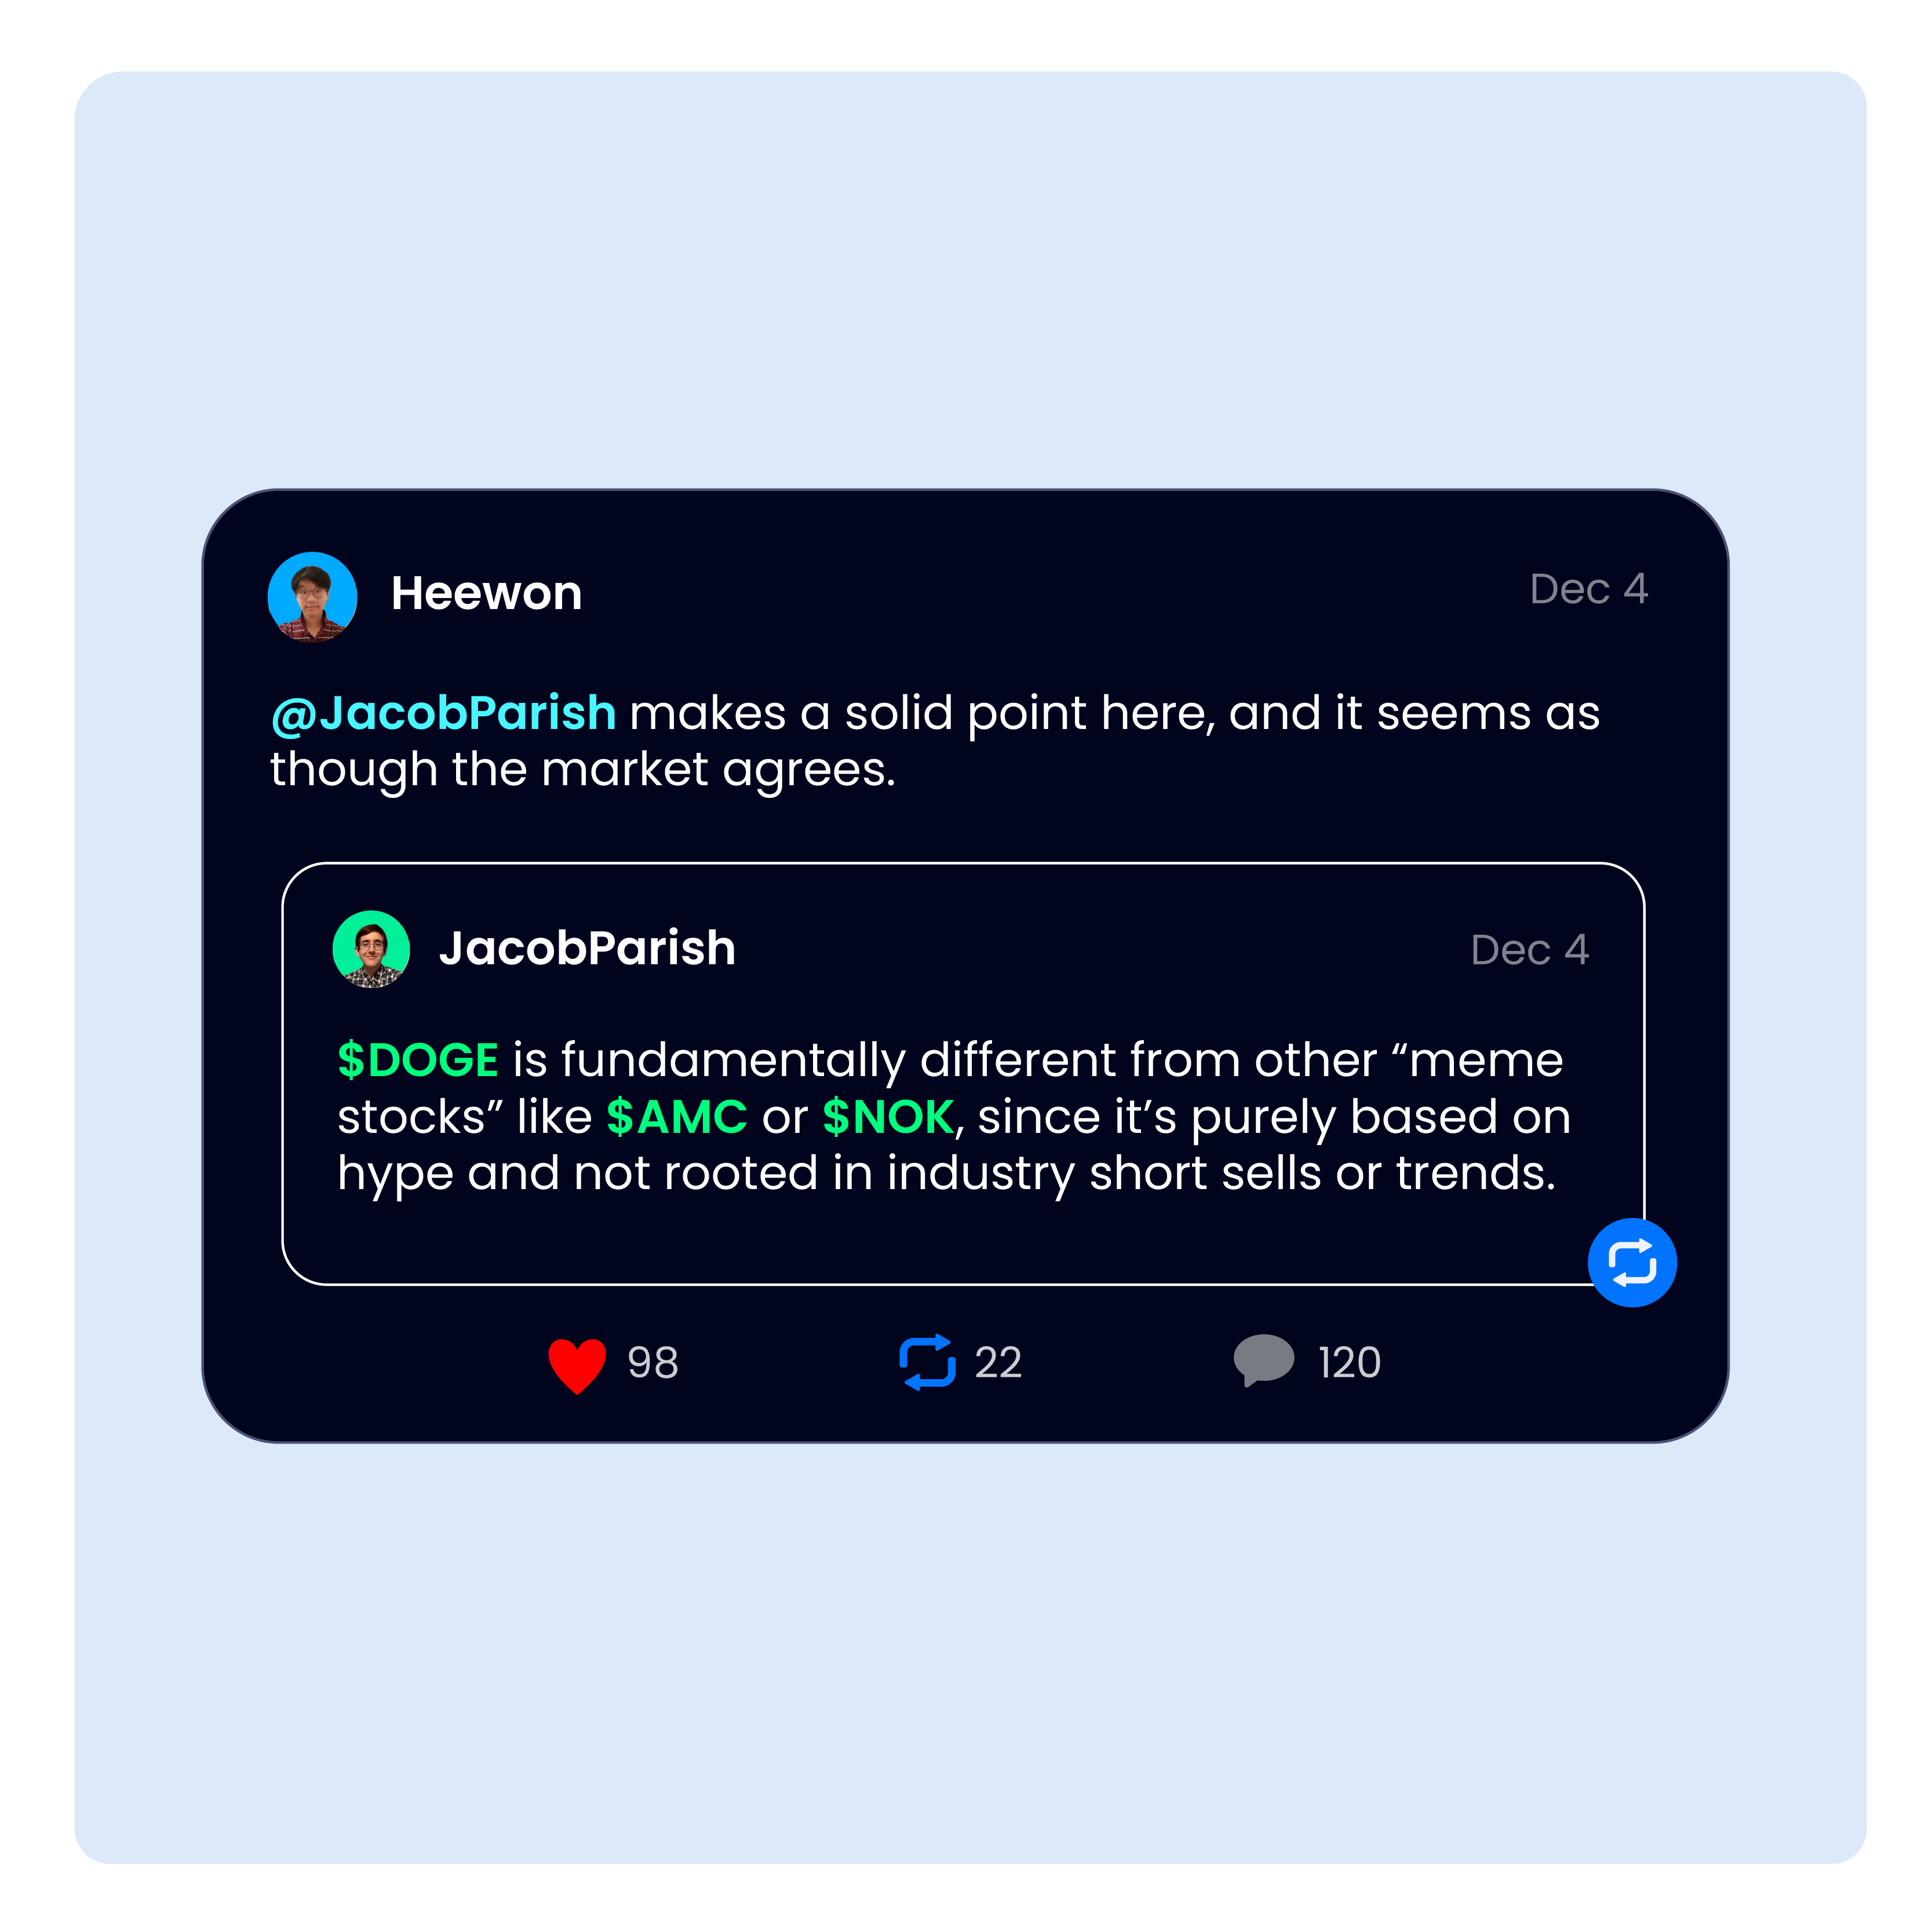 Heewon
Dec 4
@JacobParish makes a solid point here, and it seems as
though the market agrees.
JacobParish
Dec 4
$DOGE is fundamentally different from other “meme
stocks” like $AMC or $NOK, since it’s purely based on
hype and not rooted in industry short sells or trends.
98
22
120